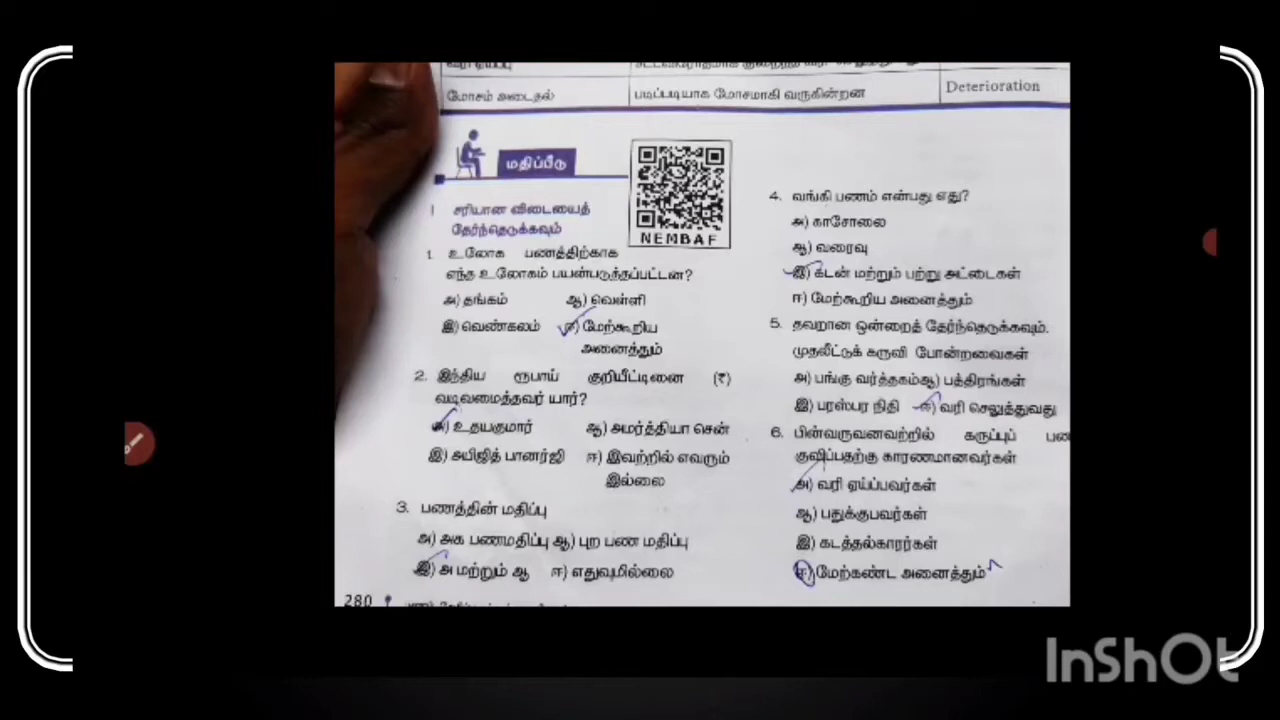 வரி ஏய்ப்பு
மோசம் அடைதல் படிப்படியாக மோசமாகி வருகின்றன Deterioration
மதிப்பீடு
NEMBAF
I சரியான விடையைத்
தேர்ந்தெடுக்கவும்
1. உலோக பணத்திற்காக
எந்த உலோகம் பயன்படுத்தப்பட்டன?
அ) தங்கம் ஆ) வெள்ளி
இ) வெண்கலம் ஈ) மேற்கூறிய
அனைத்தும்
2. இந்திய ரூபாய் குறியீட்டினை (₹)
வடிவமைத்தவர் யார்?
அ) உதயகுமார் ஆ) அமர்த்தியா சென்
இ) அபிஜித் பானர்ஜி ஈ) இவற்றில் எவரும்
இல்லை
3. பணத்தின் மதிப்பு
அ) அக பணமதிப்பு ஆ) புற பண மதிப்பு
இ) அ மற்றும் ஆ ஈ) எதுவுமில்லை
280
4. வங்கி பணம் என்பது எது?
அ) காசோலை
ஆ) வரைவு
இ) கடன் மற்றும் பற்று அட்டைகள்
ஈ) மேற்கூறிய அனைத்தும்
5. தவறான ஒன்றைத் தேர்ந்தெடுக்கவும்.
முதலீட்டுக் கருவி போன்றவைகள்
அ) பங்கு வர்த்தகம்ஆ) பத்திரங்கள்
இ) பரஸ்பர நிதி ஈ) வரி செலுத்துவது
6. பின்வருவனவற்றில் கருப்புப் பண
குவிப்பதற்கு காரணமானவர்கள்
அ) வரி ஏய்ப்பவர்கள்
ஆ) பதுக்குபவர்கள்
இ) கடத்தல்காரர்கள்
ஈ) மேற்கண்ட அனைத்தும்
InShOt